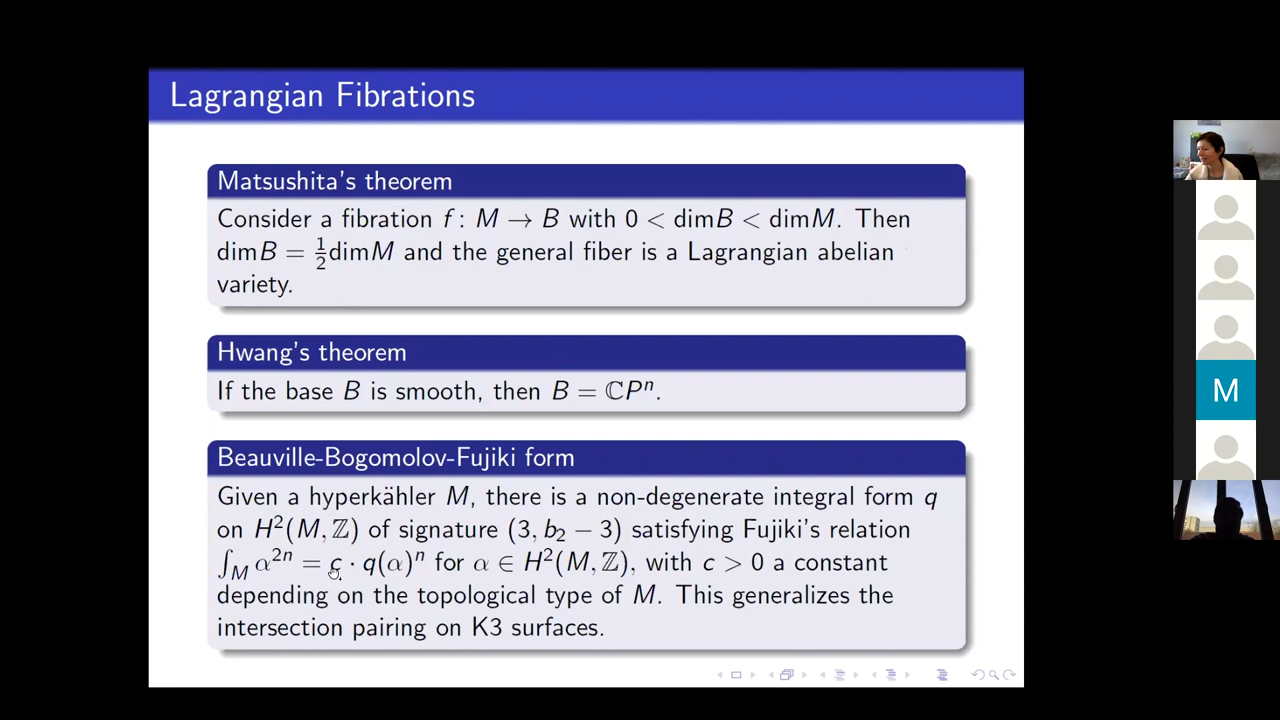 Lagrangian Fibrations
Matsushita's theorem
Consider a fibration f : M → B with 0 < dimB < dimM. Then
dimB = 1/2 dimM and the general fiber is a Lagrangian abelian
variety.
Hwang's theorem
If the base B is smooth, then B = ℂPⁿ.
Beauville-Bogomolov-Fujiki form
Given a hyperkähler M, there is a non-degenerate integral form q
on H²(M, ℤ) of signature (3, b₂ − 3) satisfying Fujiki's relation
∫_M α²ⁿ = c · q(α)ⁿ for α ∈ H²(M, ℤ), with c > 0 a constant
depending on the topological type of M. This generalizes the
intersection pairing on K3 surfaces.
M